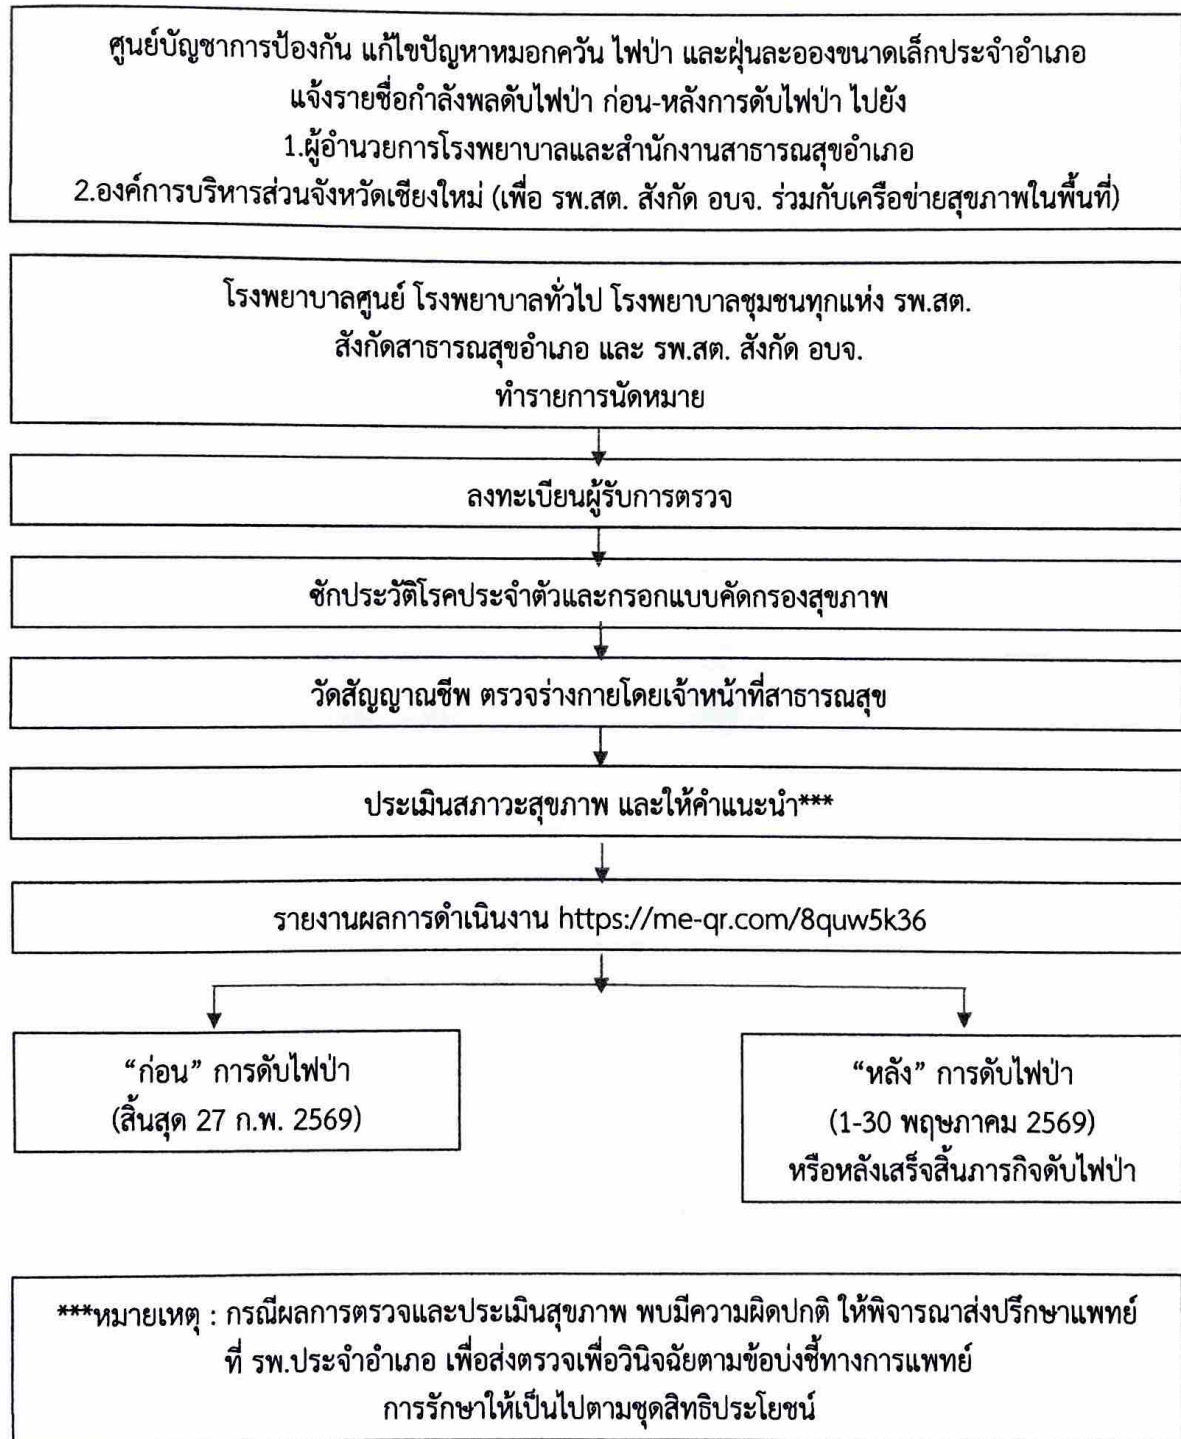 ศูนย์บัญชาการป้องกัน แก้ไขปัญหาหมอกควัน ไฟป่า และฝุ่นละอองขนาดเล็กประจำอำเภอ
แจ้งรายชื่อกำลังพลดับไฟป่า ก่อน-หลังการดับไฟป่า ไปยัง
1.ผู้อำนวยการโรงพยาบาลและสำนักงานสาธารณสุขอำเภอ
2.องค์การบริหารส่วนจังหวัดเชียงใหม่ (เพื่อ รพ.สต. สังกัด อบจ. ร่วมกับเครือข่ายสุขภาพในพื้นที่)
โรงพยาบาลศูนย์ โรงพยาบาลทั่วไป โรงพยาบาลชุมชนทุกแห่ง รพ.สต.
สังกัดสาธารณสุขอำเภอ และ รพ.สต. สังกัด อบจ.
ทำรายการนัดหมาย
ลงทะเบียนผู้รับการตรวจ
ซักประวัติโรคประจำตัวและกรอกแบบคัดกรองสุขภาพ
วัดสัญญาณชีพ ตรวจร่างกายโดยเจ้าหน้าที่สาธารณสุข
ประเมินสภาวะสุขภาพ และให้คำแนะนำ***
รายงานผลการดำเนินงาน https://me-qr.com/8quw5k36
“ก่อน” การดับไฟป่า
(สิ้นสุด 27 ก.พ. 2569)
“หลัง” การดับไฟป่า
(1-30 พฤษภาคม 2569)
หรือหลังเสร็จสิ้นภารกิจดับไฟป่า
***หมายเหตุ : กรณีผลการตรวจและประเมินสุขภาพ พบมีความผิดปกติ ให้พิจารณาส่งปรึกษาแพทย์
ที่ รพ.ประจำอำเภอ เพื่อส่งตรวจเพื่อวินิจฉัยตามข้อบ่งชี้ทางการแพทย์
การรักษาให้เป็นไปตามชุดสิทธิประโยชน์